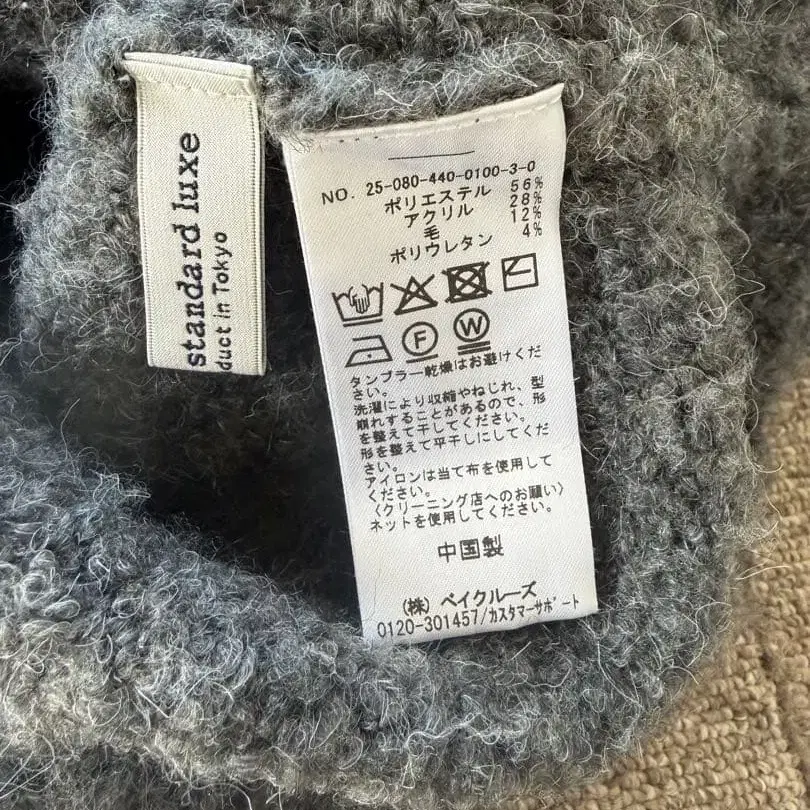 standard luxe
duct in Tokyo
NO. 25-080-440-0100-3-0
ポリエステル 56%
アクリル 28%
毛 12%
ポリウレタン 4%
F W
タンブラー乾燥はお避けくだ
さい。
洗濯により収縮やねじれ、型
崩れすることがあるので、形
を整えて干してください。
形を整えて平干しにしてくだ
さい。
アイロンは当て布を使用して
ください。
〈クリーニング店へのお願い〉
ネットを使用してください。
中国製
(株) ベイクルーズ
0120-301457/カスタマーサポート